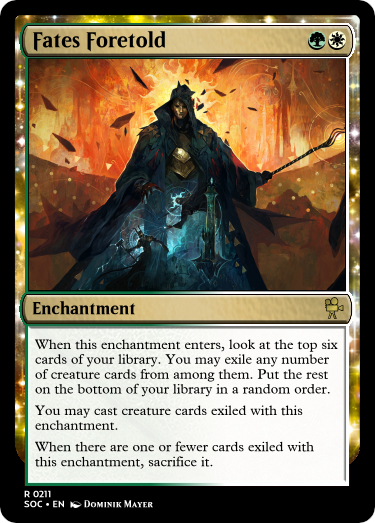 Fates Foretold
Enchantment
When this enchantment enters, look at the top six
cards of your library. You may exile any number
of creature cards from among them. Put the rest
on the bottom of your library in a random order.
You may cast creature cards exiled with this
enchantment.
When there are one or fewer cards exiled with
this enchantment, sacrifice it.
R 0211
SOC • EN Dominik Mayer